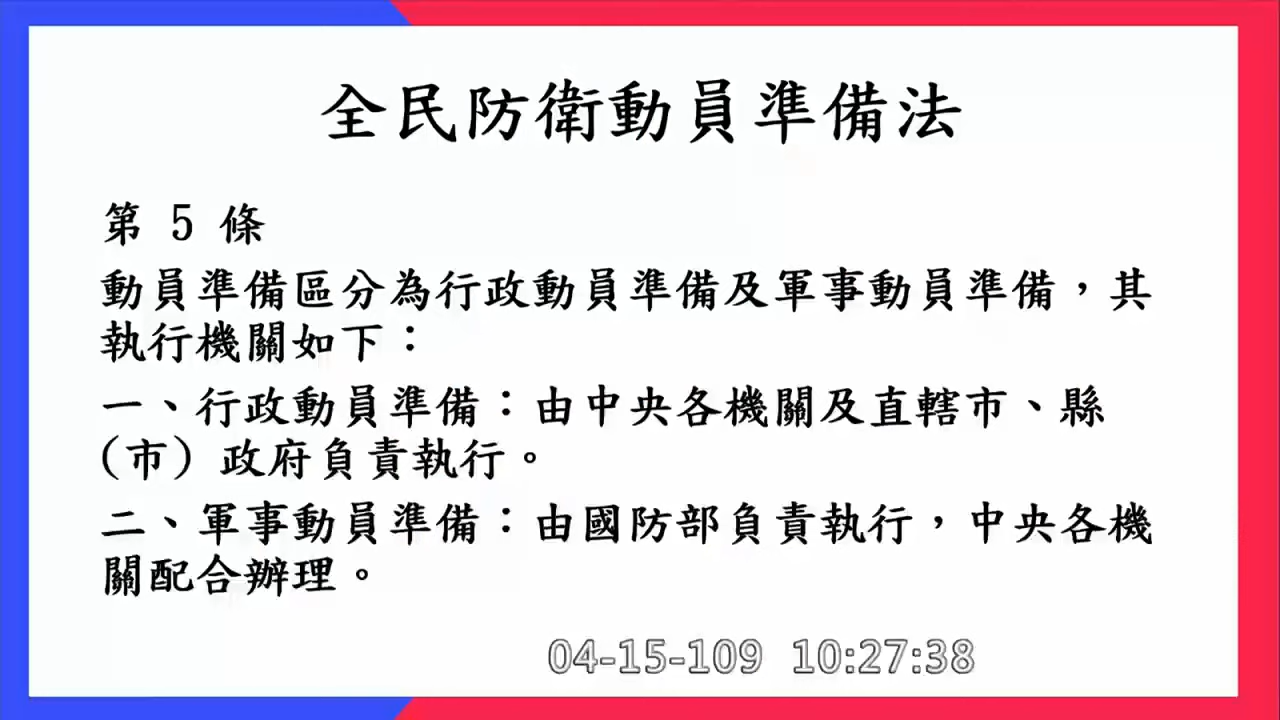 全民防衛動員準備法
第 5 條
動員準備區分為行政動員準備及軍事動員準備，其
執行機關如下：
一、行政動員準備：由中央各機關及直轄市、縣
(市) 政府負責執行。
二、軍事動員準備：由國防部負責執行，中央各機
關配合辦理。
04-15-109 10:27:38